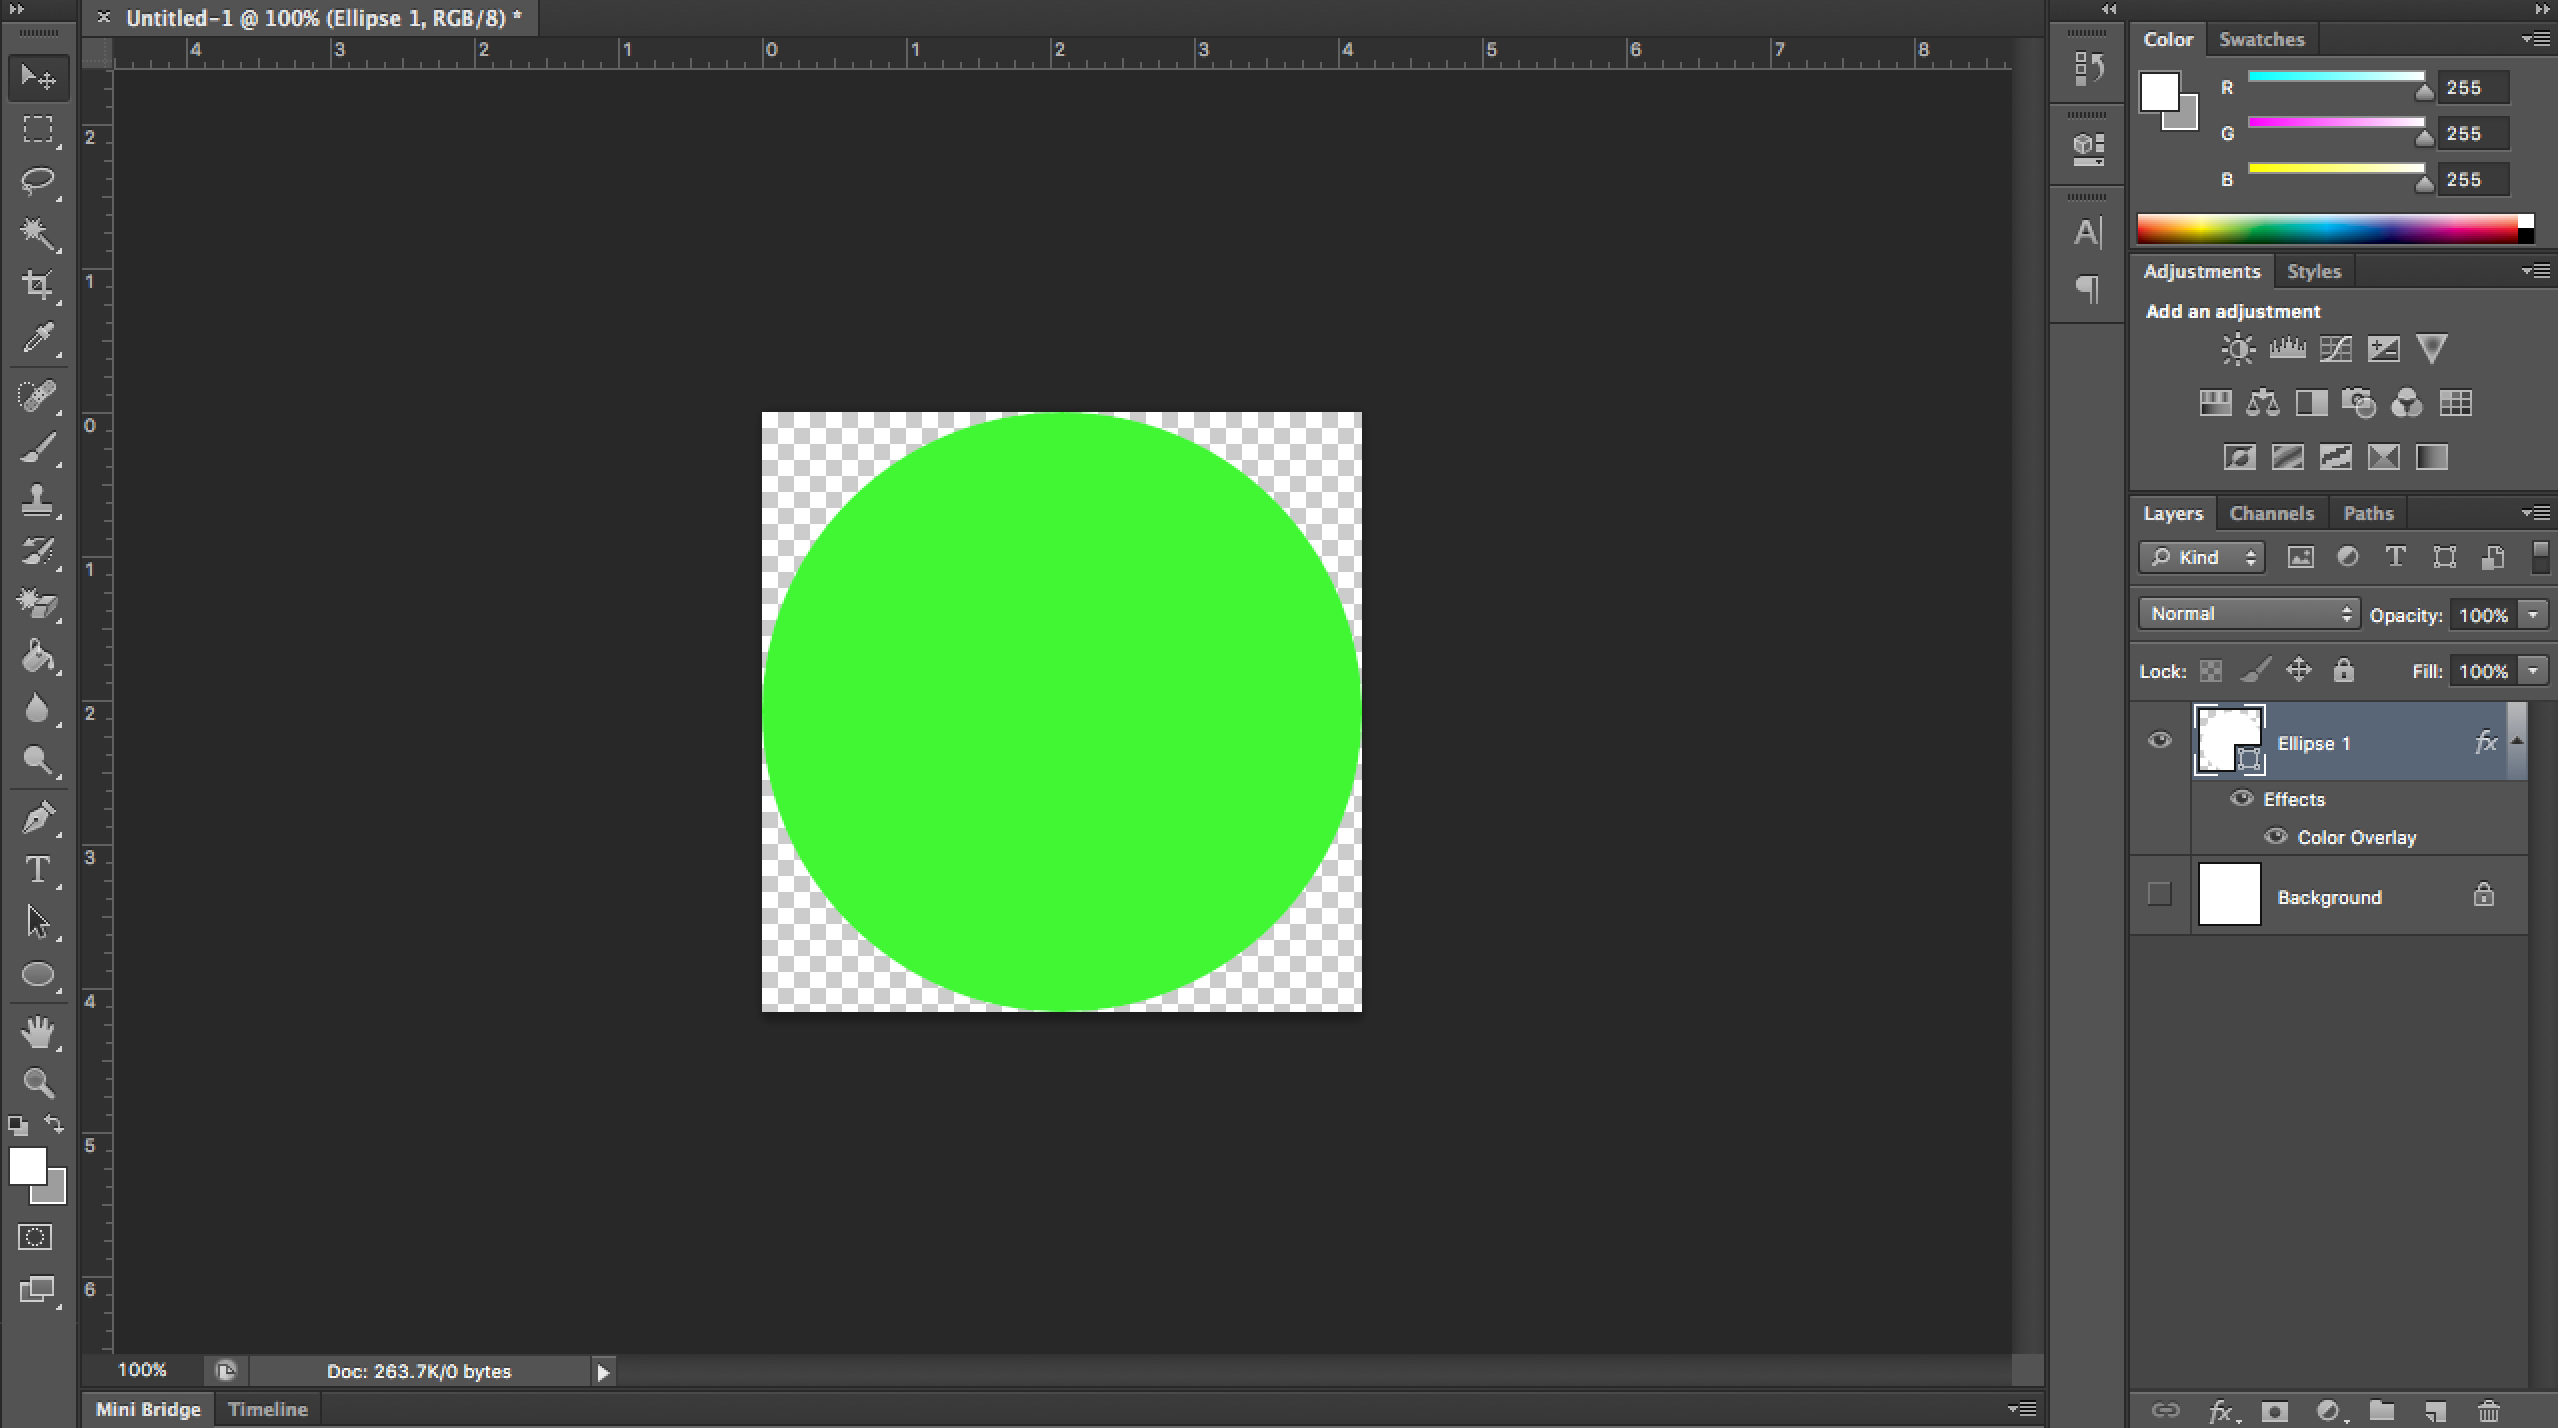 Untitled-1 @ 100% (Ellipse 1, RGB/8) *
4 3 2 1 0 1 2 3 4 5 6 7 8
2
1
0
1
2
3
4
5
6
T
100%
Doc: 263.7K/0 bytes
Mini Bridge Timeline
A
¶
Color Swatches
R 255
G 255
B 255
Adjustments Styles
Add an adjustment
Layers Channels Paths
Kind T
Normal Opacity: 100%
Lock: Fill: 100%
Ellipse 1 fx
Effects
Color Overlay
Background
fx